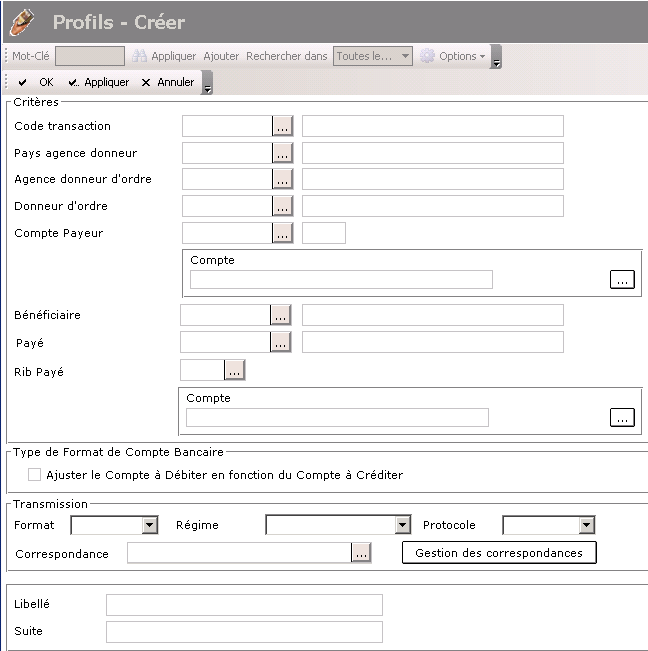 Profils - Créer
Mot-Clé Appliquer Ajouter Rechercher dans Toutes le... Options
OK Appliquer Annuler
Critères
Code transaction ...
Pays agence donneur ...
Agence donneur d'ordre ...
Donneur d'ordre ...
Compte Payeur ...
Compte
...
Bénéficiaire ...
Payé ...
Rib Payé ...
Compte
...
Type de Format de Compte Bancaire
Ajuster le Compte à Débiter en fonction du Compte à Créditer
Transmission
Format Régime Protocole
Correspondance ... Gestion des correspondances
Libellé
Suite